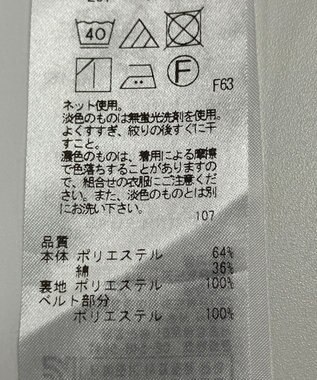 40
F
F63
ネット使用。
淡色のものは無蛍光洗剤を使用。
よくすすぎ、絞りの後すぐに干
すこと。
濃色のものは、着用による摩擦
で色落ちすることがありますの
で、組合せの衣服にご注意くだ
さい。また、淡色のものとは別
にお洗い下さい。
107
品質
本体 ポリエステル 64%
綿 36%
裏地 ポリエステル 100%
ベルト部分
ポリエステル 100%